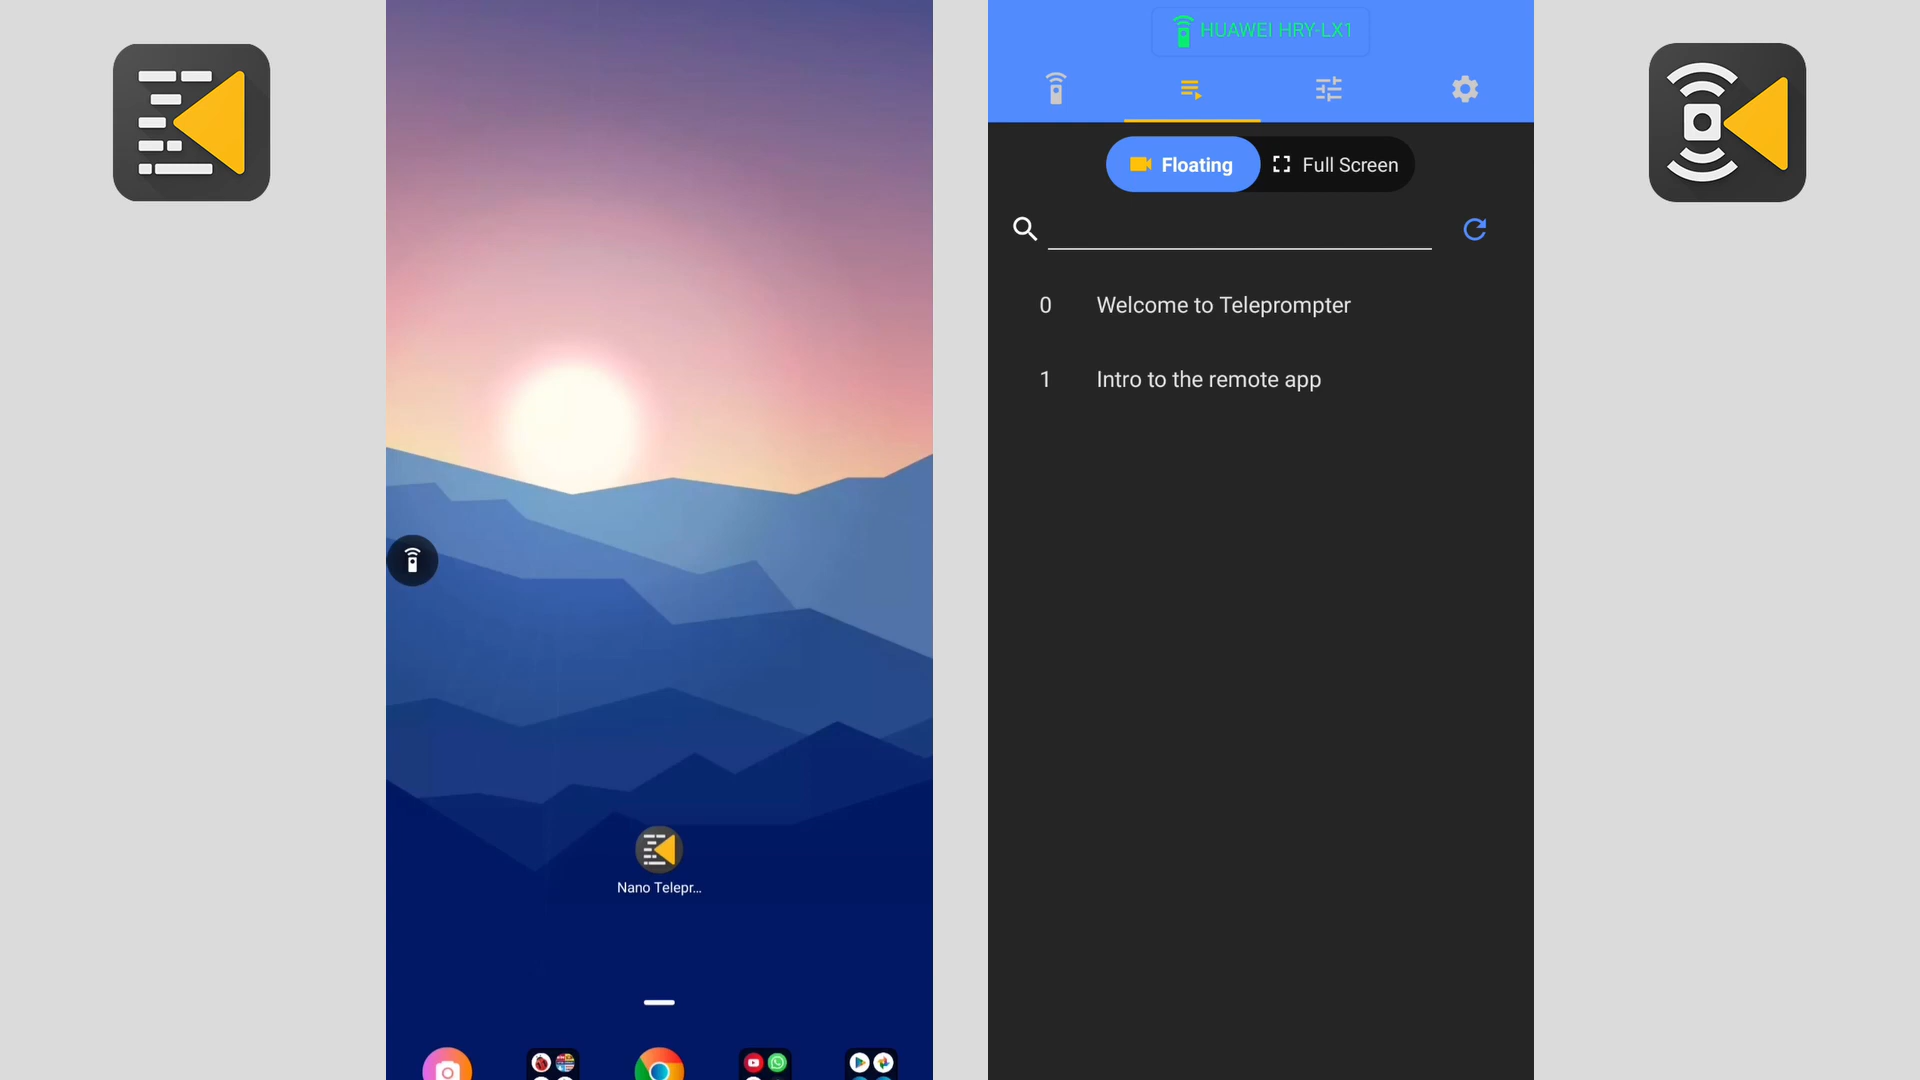 HUAWEI HRY-LX1
Floating
Full Screen
0 Welcome to Teleprompter
1 Intro to the remote app
Nano Telepr...